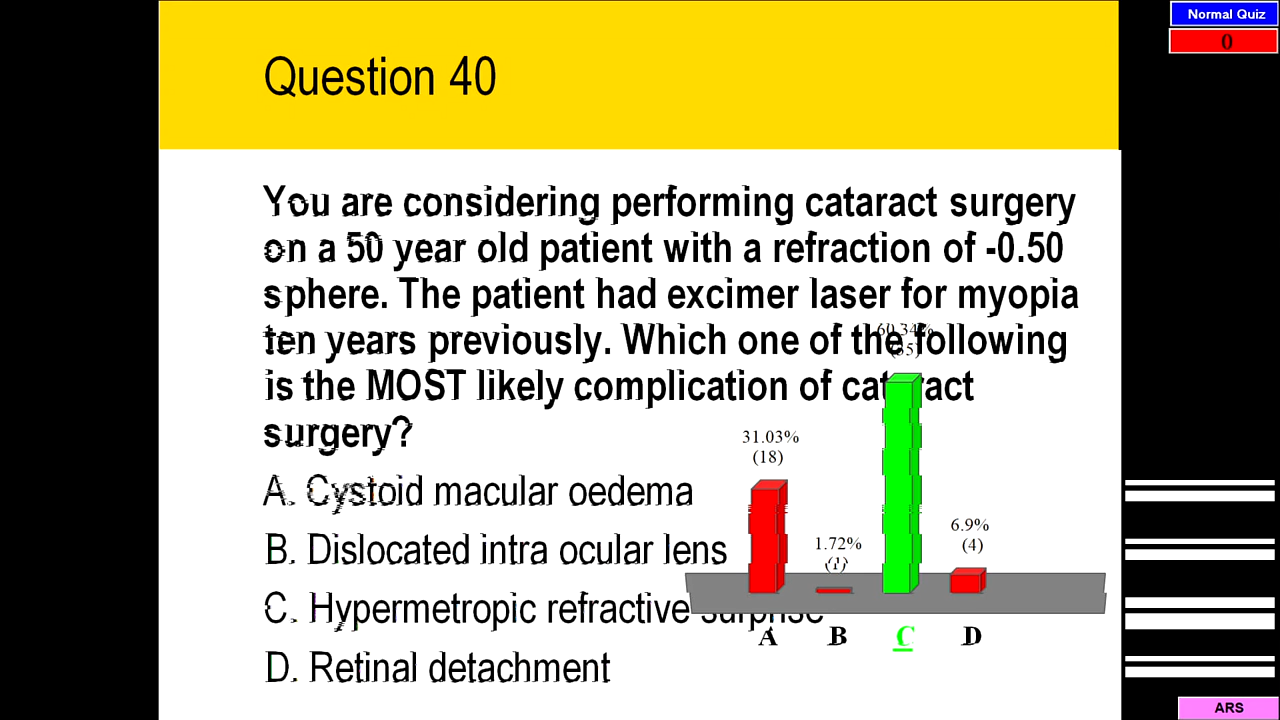 Normal Quiz
0
Question 40
You are considering performing cataract surgery
on a 50 year old patient with a refraction of -0.50
sphere. The patient had excimer laser for myopia
ten years previously. Which one of the following
is the MOST likely complication of cataract
surgery?
A. Cystoid macular oedema
B. Dislocated intra ocular lens
C. Hypermetropic refractive surprise
D. Retinal detachment
60.34%
(35)
31.03%
(18)
1.72%
(1)
6.9%
(4)
A B C D
ARS